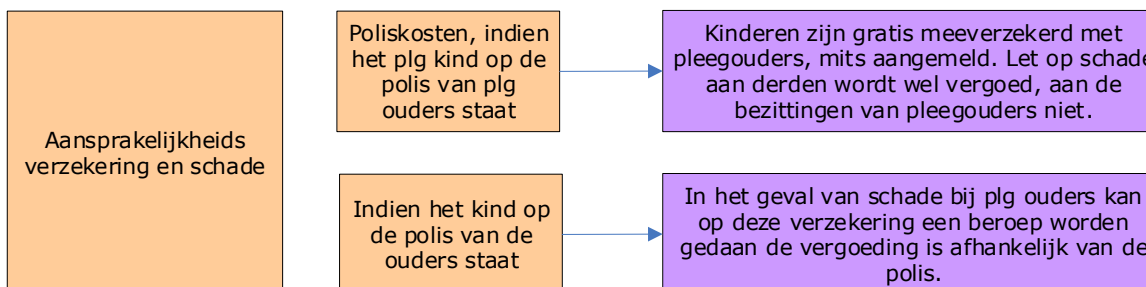 Aansprakelijkheids
verzekering en schade
Poliskosten, indien
het plg kind op de
polis van plg
ouders staat
Kinderen zijn gratis meeverzekerd met
pleegouders, mits aangemeld. Let op schade
aan derden wordt wel vergoed, aan de
bezittingen van pleegouders niet.
Indien het kind op
de polis van de
ouders staat
In het geval van schade bij plg ouders kan
op deze verzekering een beroep worden
gedaan de vergoeding is afhankelijk van de
polis.